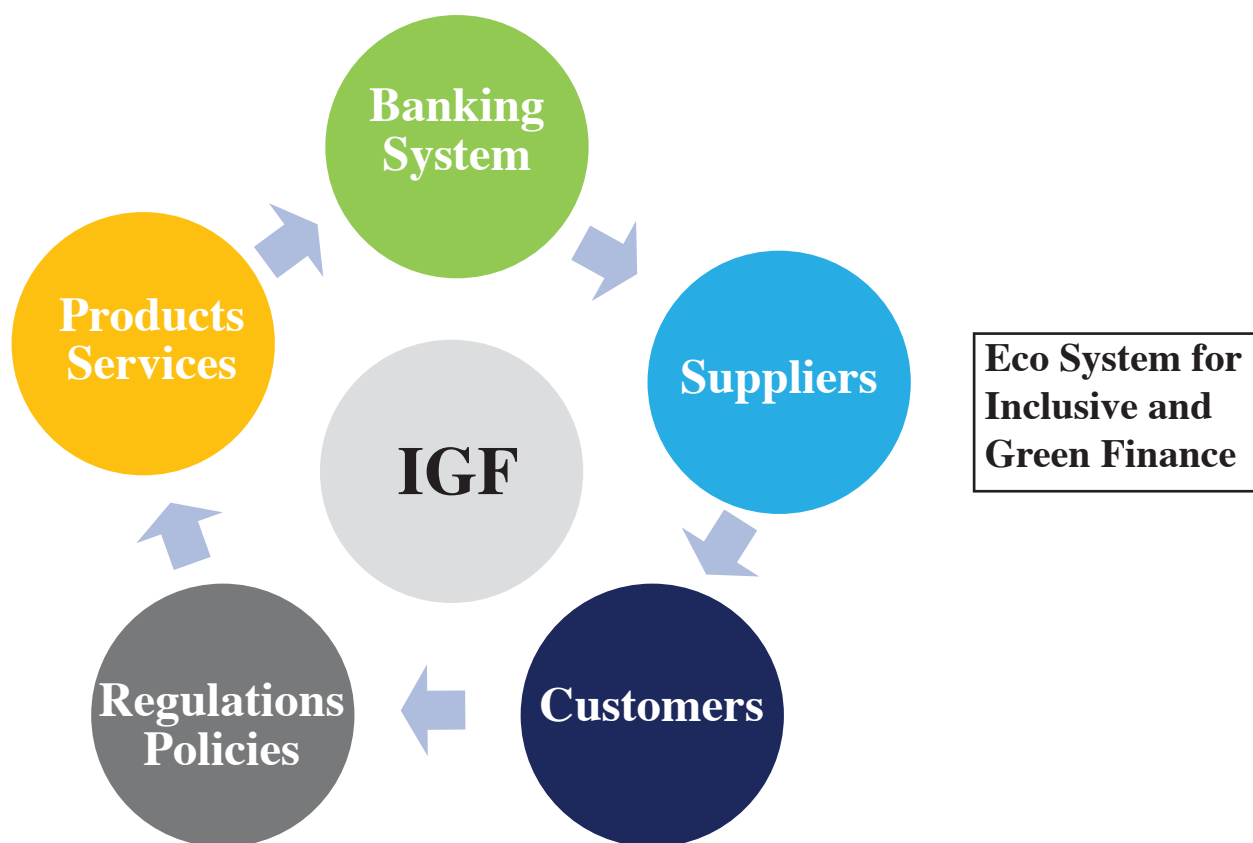 Banking
System
Products
Services
Suppliers
Eco System for
Inclusive and
Green Finance
IGF
Regulations
Policies
Customers